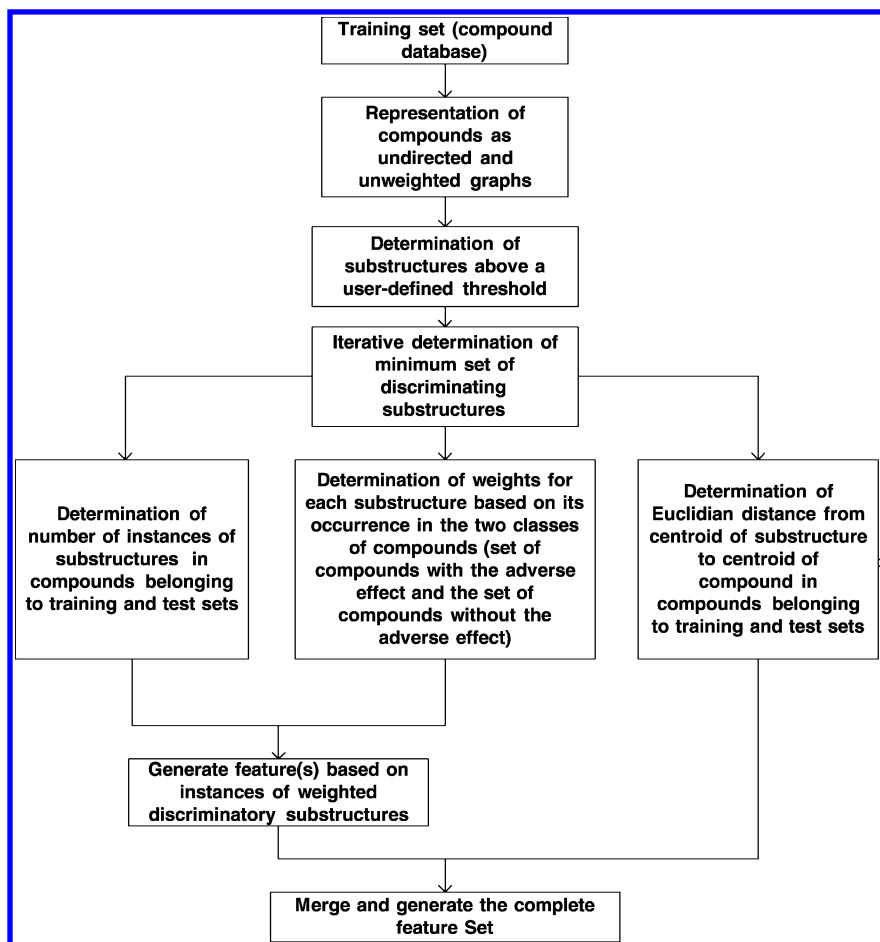 Training set (compound
database)
Representation of
compounds as
undirected and
unweighted graphs
Determination of
substructures above a
user-defined threshold
Iterative determination of
minimum set of
discriminating
substructures
Determination of
number of instances of
substructures in
compounds belonging
to training and test sets
Determination of weights for
each substructure based on its
occurrence in the two classes
of compounds (set of
compounds with the adverse
effect and the set of
compounds without the
adverse effect)
Determination of
Euclidian distance from
centroid of substructure
to centroid of
compound in
compounds belonging
to training and test sets
Generate feature(s) based on
instances of weighted
discriminatory substructures
Merge and generate the complete
feature Set